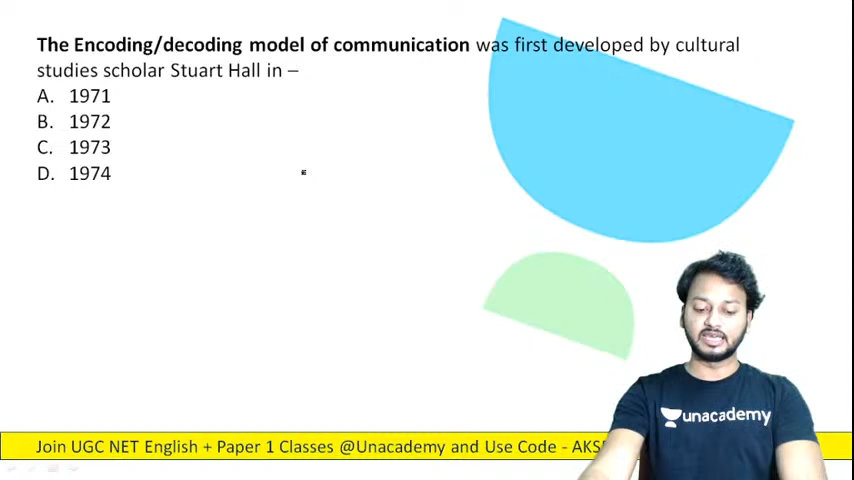 The Encoding/decoding model of communication was first developed by cultural
studies scholar Stuart Hall in –
A. 1971
B. 1972
C. 1973
D. 1974
unacademy
Join UGC NET English + Paper 1 Classes @Unacademy and Use Code -